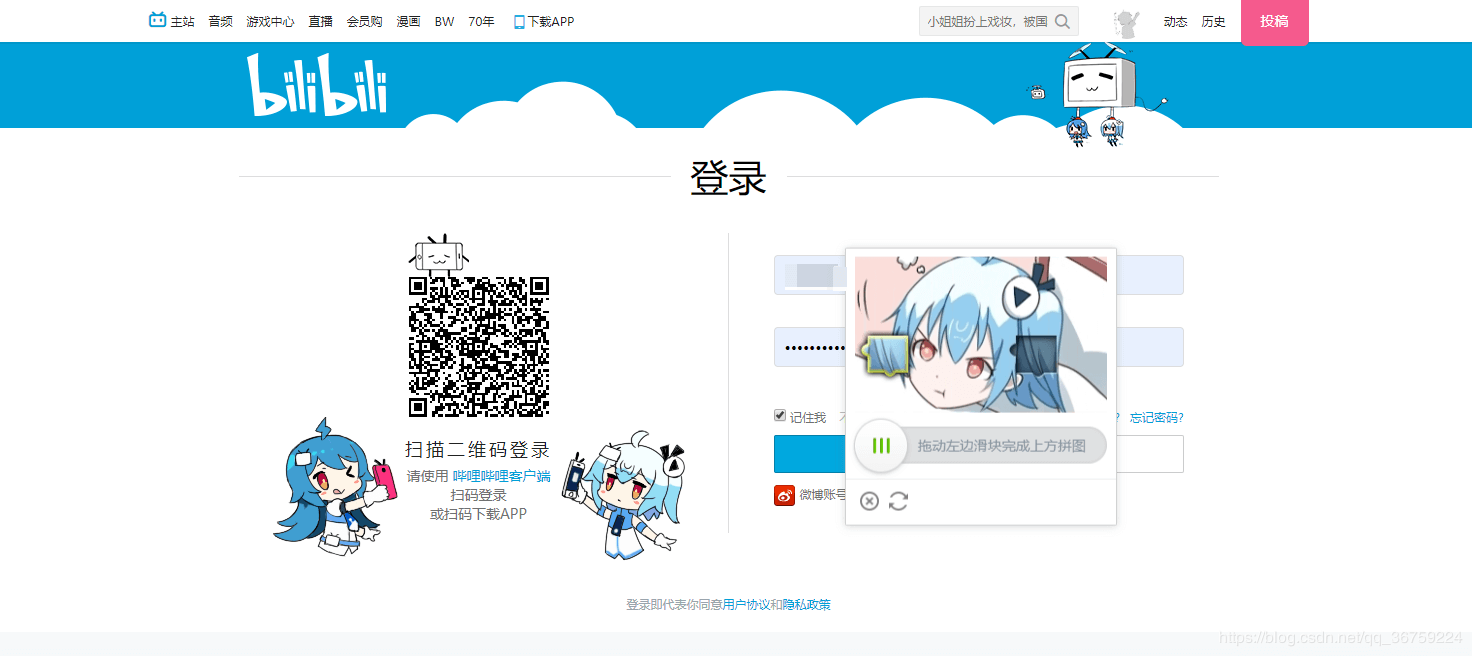 主站 音频 游戏中心 直播 会员购 漫画 BW 70年 下载APP 小姐姐扮上戏妆，被国 动态 历史 投稿
bilibili
登录
••••••••••
记住我 不 ? 忘记密码?
拖动左边滑块完成上方拼图
扫描二维码登录
请使用 哔哩哔哩客户端
扫码登录
或扫码下载APP
微博账号
登录即代表你同意用户协议和隐私政策
https://blog.csdn.net/qq_36759224